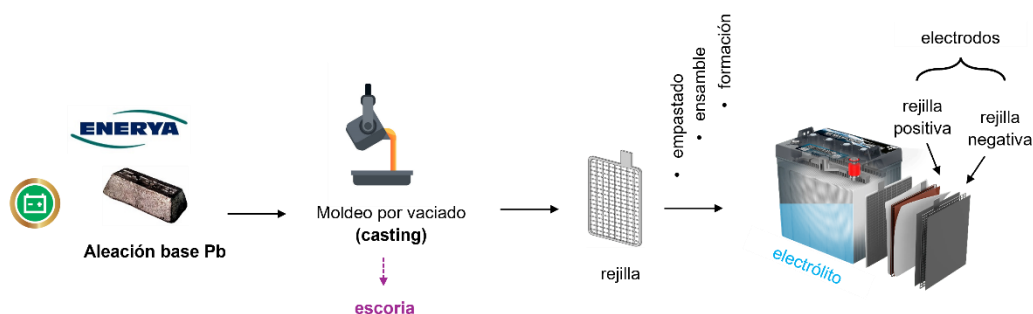 ENERYA
Aleación base Pb
Moldeo por vaciado
(casting)
escoria
rejilla
• empastado
• ensamble
• formación
electrodos
rejilla
positiva
rejilla
negativa
electrólito